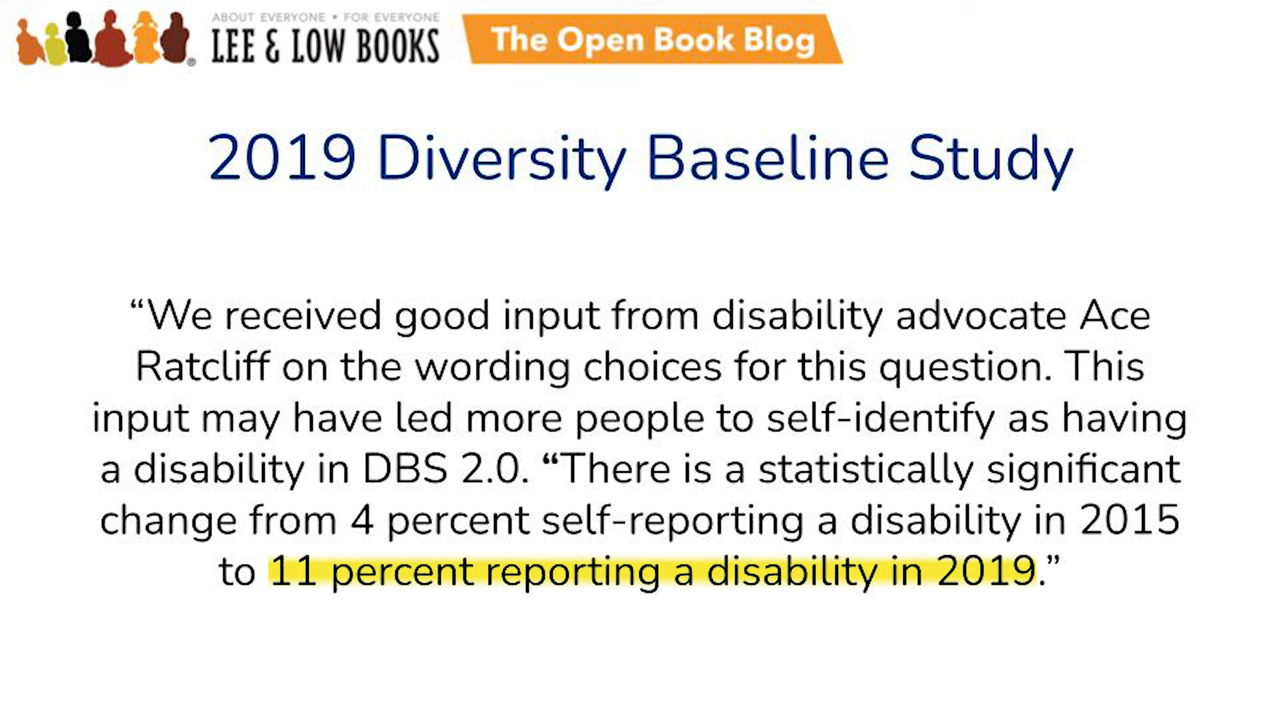 ABOUT EVERYONE • FOR EVERYONE
LEE & LOW BOOKS®
The Open Book Blog
2019 Diversity Baseline Study
“We received good input from disability advocate Ace
Ratcliff on the wording choices for this question. This
input may have led more people to self-identify as having
a disability in DBS 2.0. “There is a statistically significant
change from 4 percent self-reporting a disability in 2015
to 11 percent reporting a disability in 2019.”